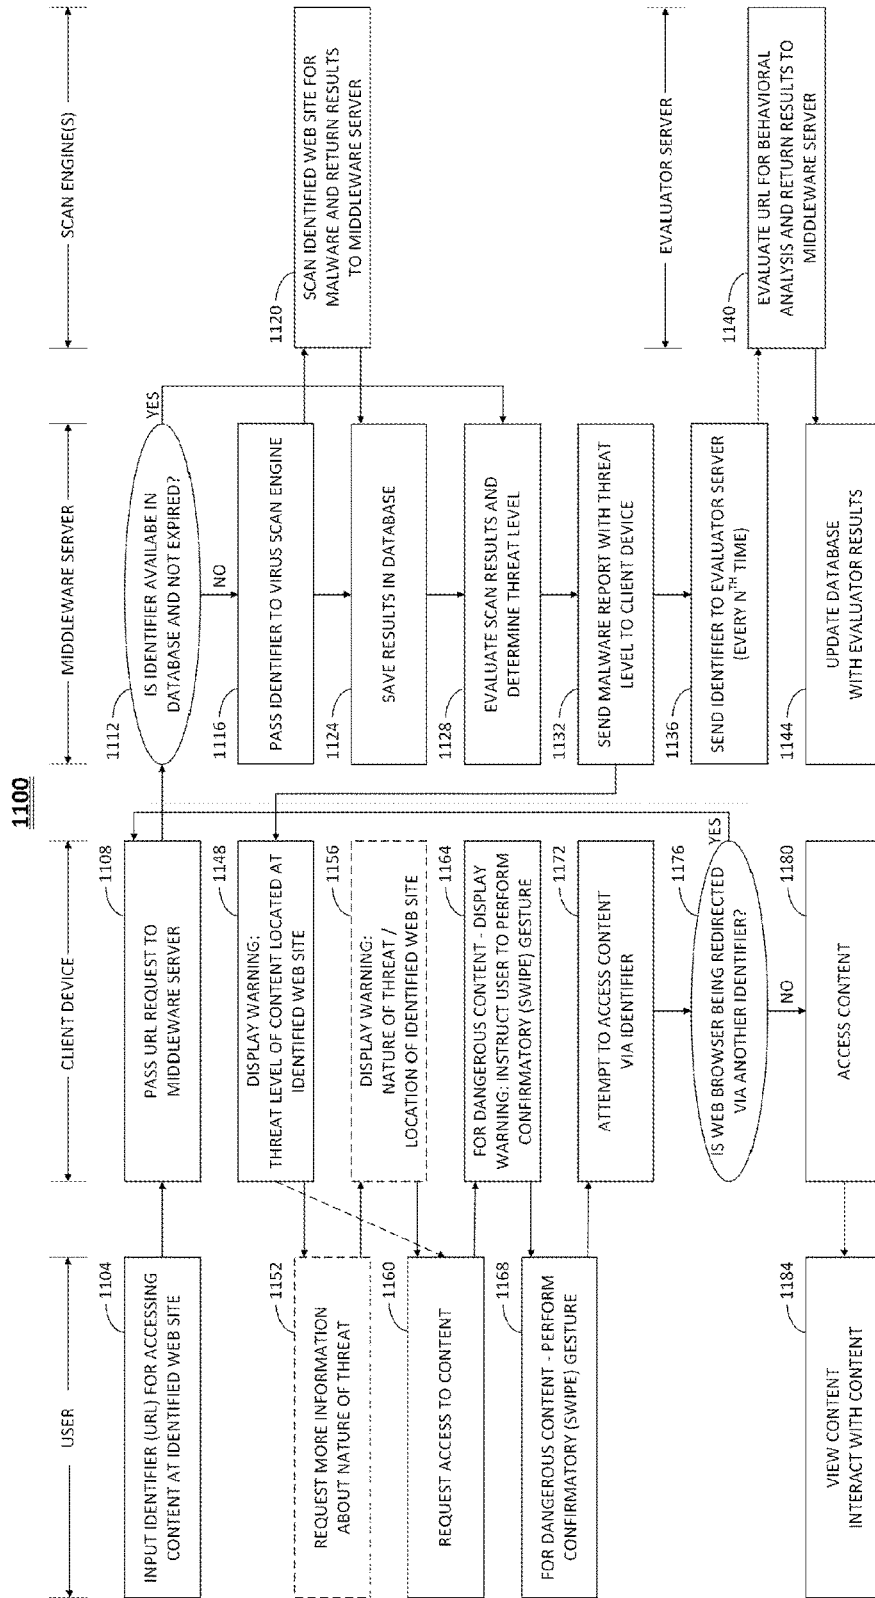 1100
USER
CLIENT DEVICE
MIDDLEWARE SERVER
SCAN ENGINE(S)
1104
INPUT IDENTIFIER (URL) FOR ACCESSING
CONTENT AT IDENTIFIED WEB SITE
1108
PASS URL REQUEST TO
MIDDLEWARE SERVER
1112
IS IDENTIFIER AVAILABE IN
DATABASE AND NOT EXPIRED?
YES
NO
1116
PASS IDENTIFIER TO VIRUS SCAN ENGINE
1120
SCAN IDENTIFIED WEB SITE FOR
MALWARE AND RETURN RESULTS
TO MIDDLEWARE SERVER
1124
SAVE RESULTS IN DATABASE
1128
EVALUATE SCAN RESULTS AND
DETERMINE THREAT LEVEL
1132
SEND MALWARE REPORT WITH THREAT
LEVEL TO CLIENT DEVICE
1136
SEND IDENTIFIER TO EVALUATOR SERVER
(EVERY NTH TIME)
EVALUATOR SERVER
1140
EVALUATE URL FOR BEHAVIORAL
ANALYSIS AND RETURN RESULTS TO
MIDDLEWARE SERVER
1144
UPDATE DATABASE
WITH EVALUATOR RESULTS
1148
DISPLAY WARNING:
THREAT LEVEL OF CONTENT LOCATED AT
IDENTIFIED WEB SITE
1152
REQUEST MORE INFORMATION
ABOUT NATURE OF THREAT
1156
DISPLAY WARNING:
NATURE OF THREAT /
LOCATION OF IDENTIFIED WEB SITE
1160
REQUEST ACCESS TO CONTENT
1164
FOR DANGEROUS CONTENT - DISPLAY
WARNING: INSTRUCT USER TO PERFORM
CONFIRMATORY (SWIPE) GESTURE
1168
FOR DANGEROUS CONTENT - PERFORM
CONFIRMATORY (SWIPE) GESTURE
1172
ATTEMPT TO ACCESS CONTENT
VIA IDENTIFIER
1176
IS WEB BROWSER BEING REDIRECTED
VIA ANOTHER IDENTIFIER?
YES
NO
1180
ACCESS CONTENT
1184
VIEW CONTENT
INTERACT WITH CONTENT